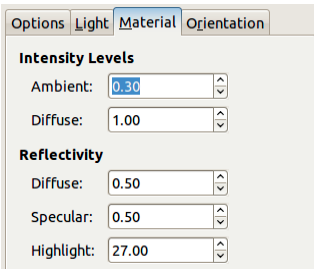 Options Light Material Orientation
Intensity Levels
Ambient: 0.30
Diffuse: 1.00
Reflectivity
Diffuse: 0.50
Specular: 0.50
Highlight: 27.00